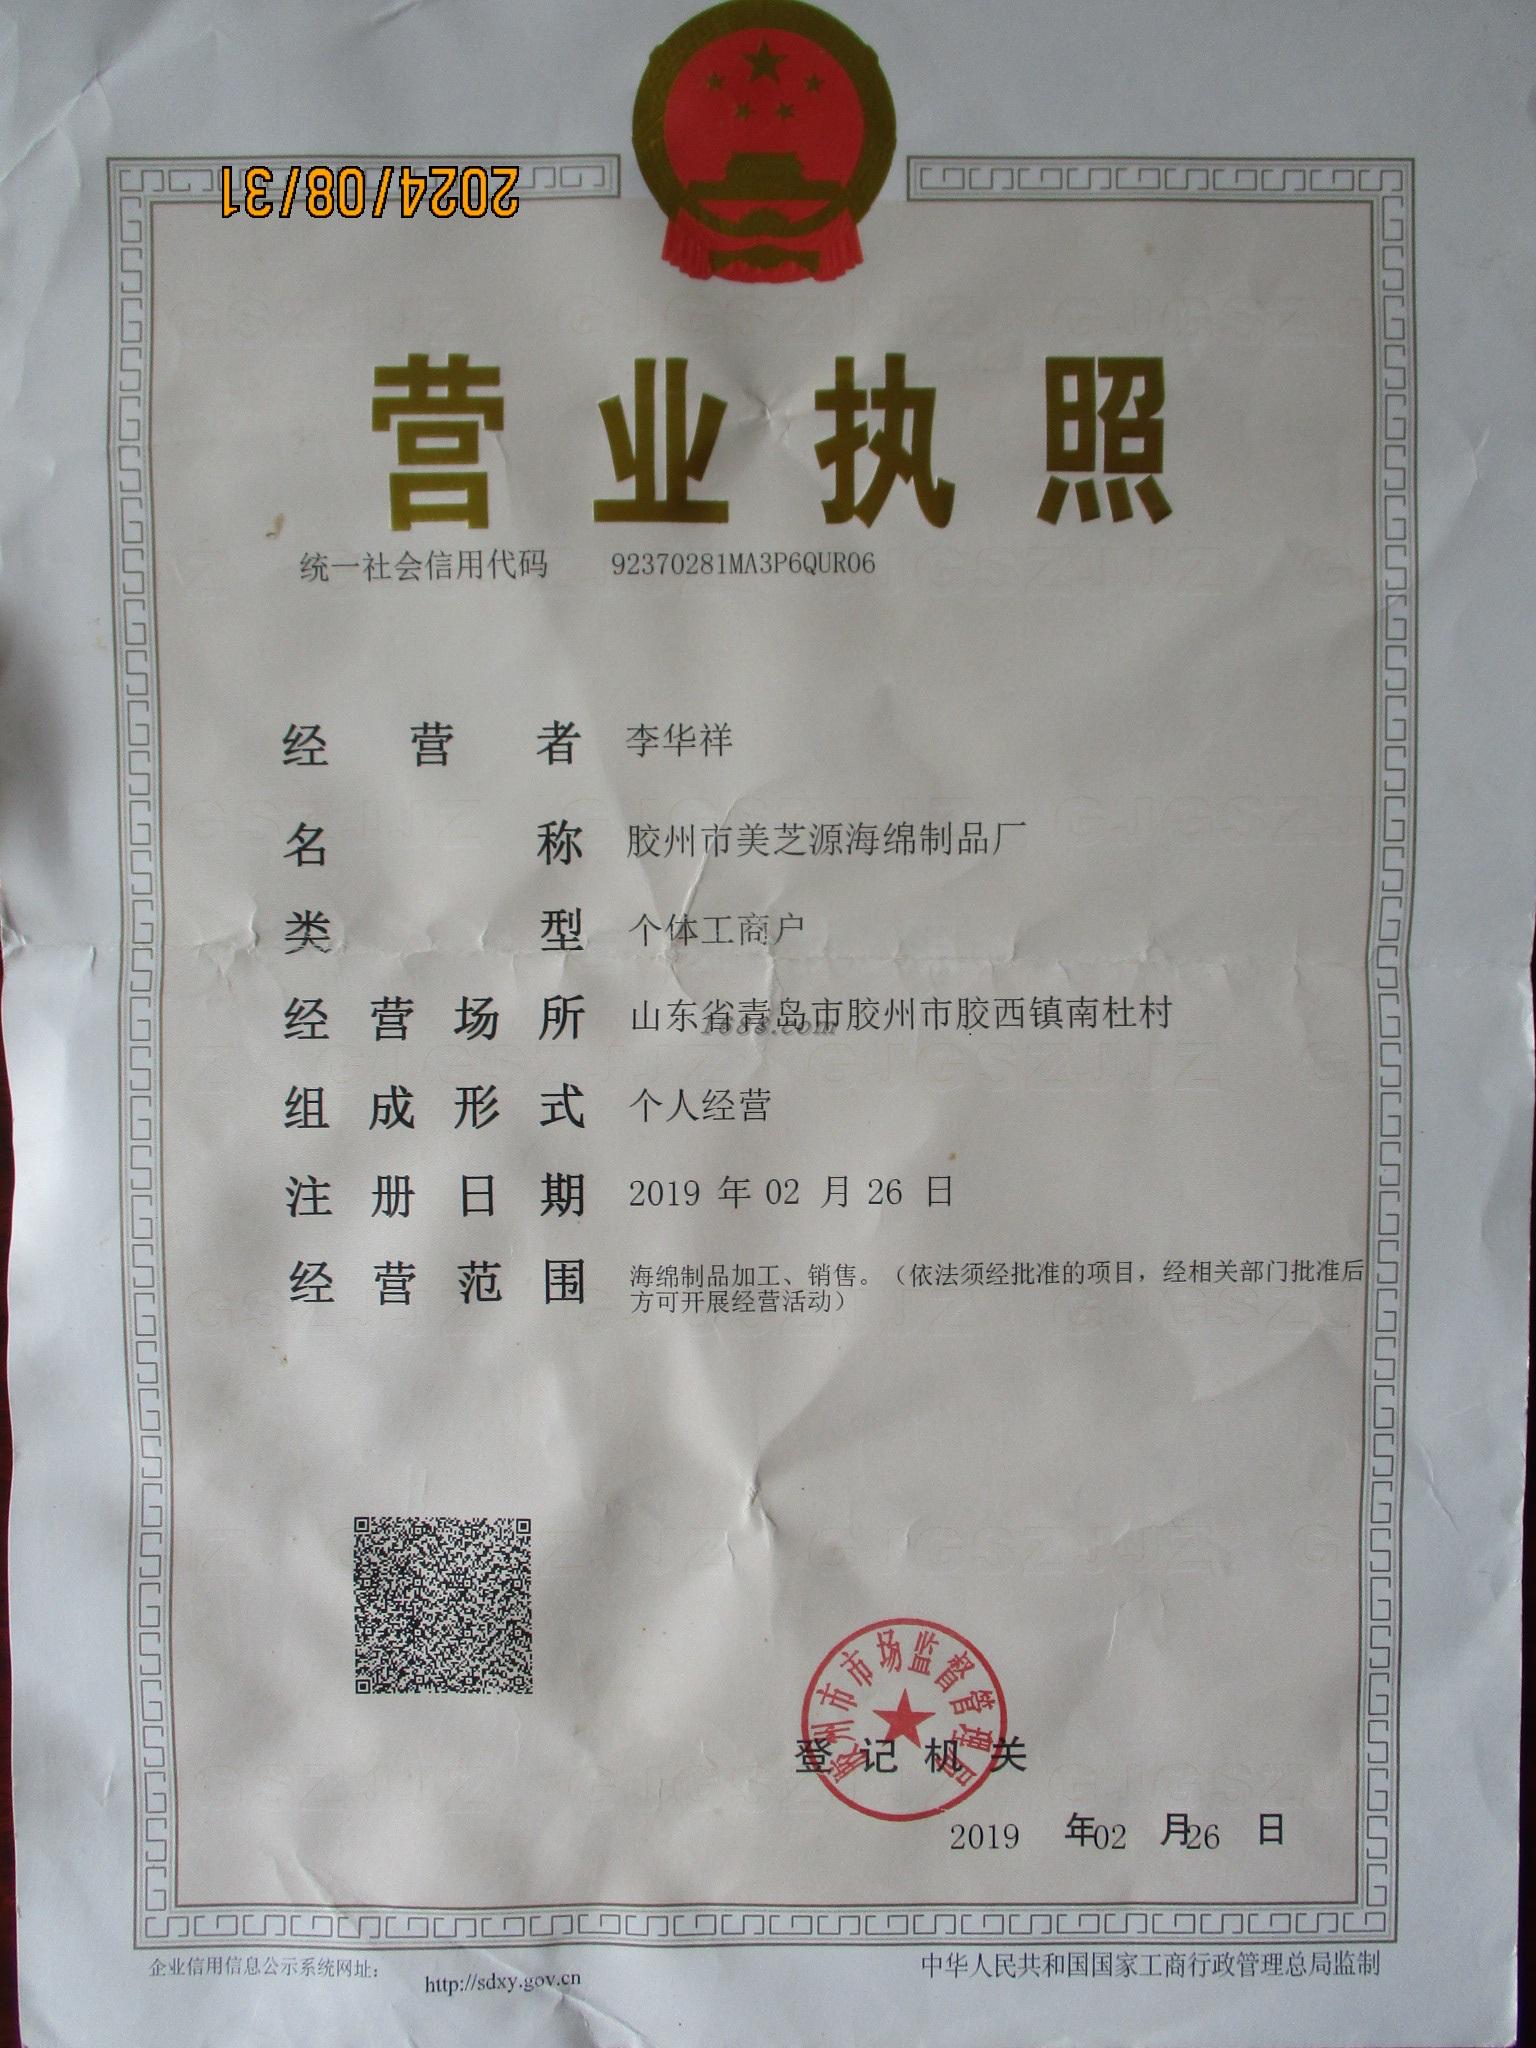 2024/08/31
营业执照
统一社会信用代码 92370281MA3P6QUR06
经营者 李华祥
名称 胶州市美芝源海绵制品厂
类型 个体工商户
经营场所 山东省青岛市胶州市胶西镇南杜村
1688.com
组成形式 个人经营
注册日期 2019 年 02 月 26 日
经营范围 海绵制品加工、销售。（依法须经批准的项目，经相关部门批准后
方可开展经营活动）
胶州市市场监督管理局
登记机关
2019 年02 月26 日
企业信用信息公示系统网址： http://sdxy.gov.cn
中华人民共和国国家工商行政管理总局监制